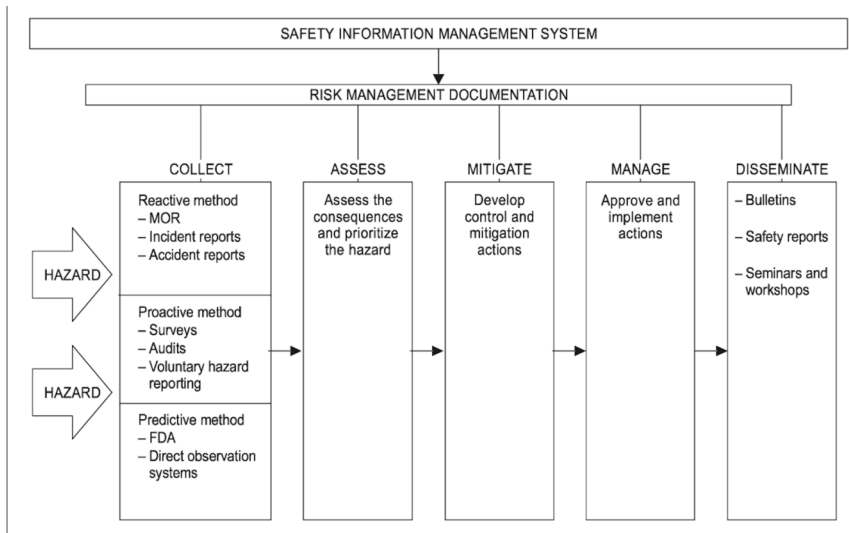 SAFETY INFORMATION MANAGEMENT SYSTEM
RISK MANAGEMENT DOCUMENTATION
COLLECT
Reactive method
– MOR
– Incident reports
– Accident reports
Proactive method
– Surveys
– Audits
– Voluntary hazard
reporting
Predictive method
– FDA
– Direct observation
systems
HAZARD
HAZARD
ASSESS
Assess the
consequences
and prioritize
the hazard
MITIGATE
Develop
control and
mitigation
actions
MANAGE
Approve and
implement
actions
DISSEMINATE
– Bulletins
– Safety reports
– Seminars and
workshops